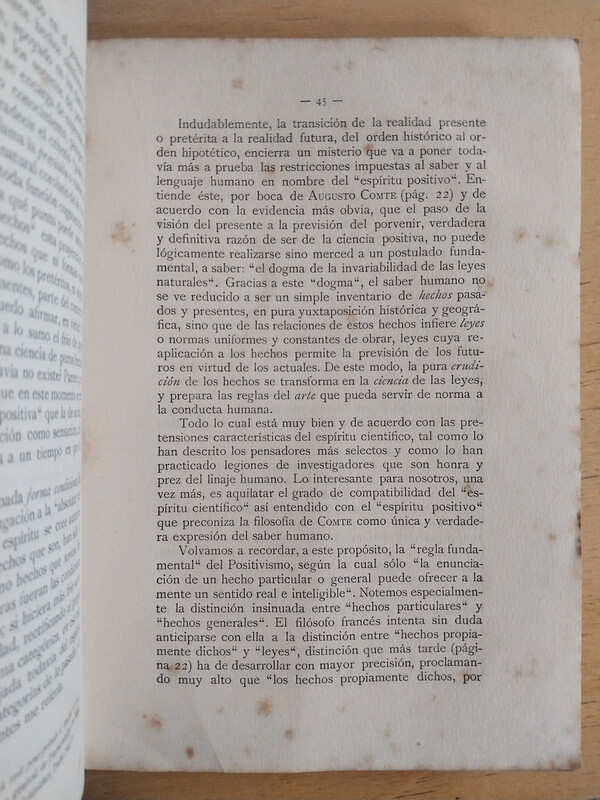 — 45 —
Indudablemente, la transición de la realidad presente
o pretérita a la realidad futura, del orden histórico al or-
den hipotético, encierra un misterio que va a poner toda-
vía más a prueba las restricciones impuestas al saber y al
lenguaje humano en nombre del “espíritu positivo“. En-
tiende éste, por boca de AUGUSTO COMTE (pág. 22) y de
acuerdo con la evidencia más obvia, que el paso de la
visión del presente a la previsión del porvenir, verdadera
y definitiva razón de ser de la ciencia positiva, no puede
lógicamente realizarse sino merced a un postulado funda-
mental, a saber: “el dogma de la invariabilidad de las leyes
naturales“. Gracias a este “dogma“, el saber humano no
se ve reducido a ser un simple inventario de hechos pasa-
dos y presentes, en pura yuxtaposición histórica y geográ-
fica, sino que de las relaciones de estos hechos infiere leyes
o normas uniformes y constantes de obrar, leyes cuya re-
aplicación a los hechos permite la previsión de los futu-
ros en virtud de los actuales. De este modo, la pura erudi-
ción de los hechos se transforma en la ciencia de las leyes,
y prepara las reglas del arte que pueda servir de norma a
la conducta humana.
Todo lo cual está muy bien y de acuerdo con las pre-
tensiones características del espíritu científico, tal como lo
han descrito los pensadores más selectos y como lo han
practicado legiones de investigadores que son honra y
prez del linaje humano. Lo interesante para nosotros, una
vez más, es aquilatar el grado de compatibilidad del “es-
píritu científico“ así entendido con el “espíritu positivo“
que preconiza la filosofía de COMTE como única y verdade-
ra expresión del saber humano.
Volvamos a recordar, a este propósito, la “regla funda-
mental“ del Positivismo, según la cual sólo “la enuncia-
ción de un hecho particular o general puede ofrecer a la
mente un sentido real e inteligible“. Notemos especialmen-
te la distinción insinuada entre “hechos particulares“ y
“hechos generales“. El filósofo francés intenta sin duda
anticiparse con ella a la distinción entre “hechos propia-
mente dichos“ y “leyes“, distinción que más tarde (pági-
na 22) ha de desarrollar con mayor precisión, proclaman-
do muy alto que “los hechos propiamente dichos, por